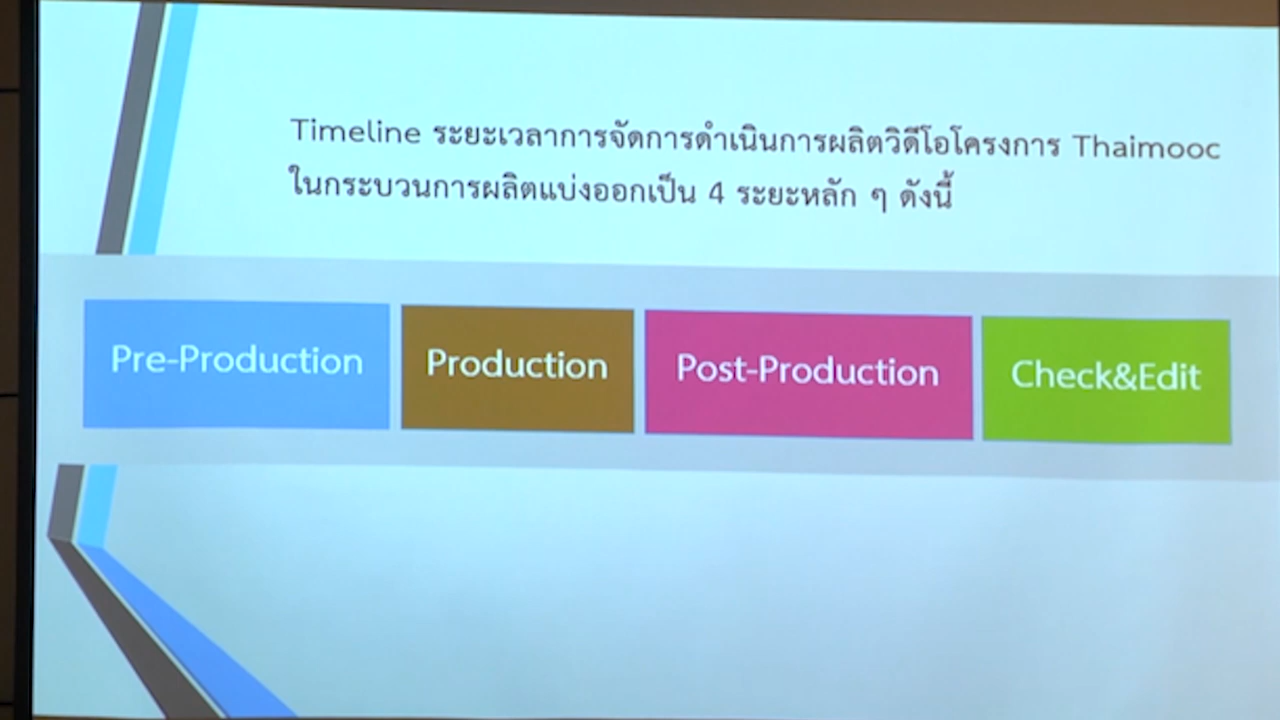 Timeline ระยะเวลาการจัดการดำเนินการผลิตวิดีโอโครงการ Thaimooc
ในกระบวนการผลิตแบ่งออกเป็น 4 ระยะหลัก ๆ ดังนี้
Pre-Production
Production
Post-Production
Check&Edit